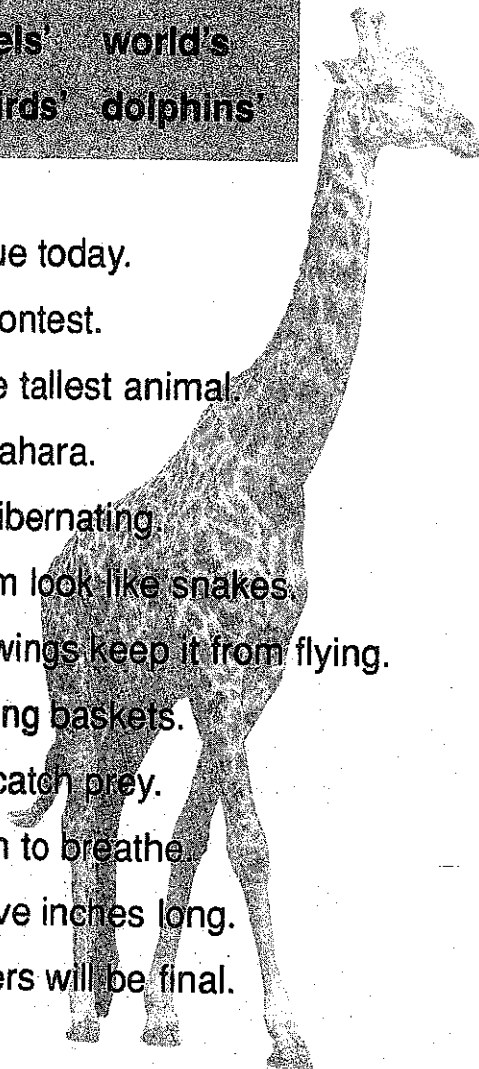 els' world's
irds' dolphins'
ue today.
ontest.
e tallest animal.
ahara.
ibernating.
m look like snakes.
wings keep it from flying.
ng baskets.
catch prey.
n to breathe.
ve inches long.
ers will be final.